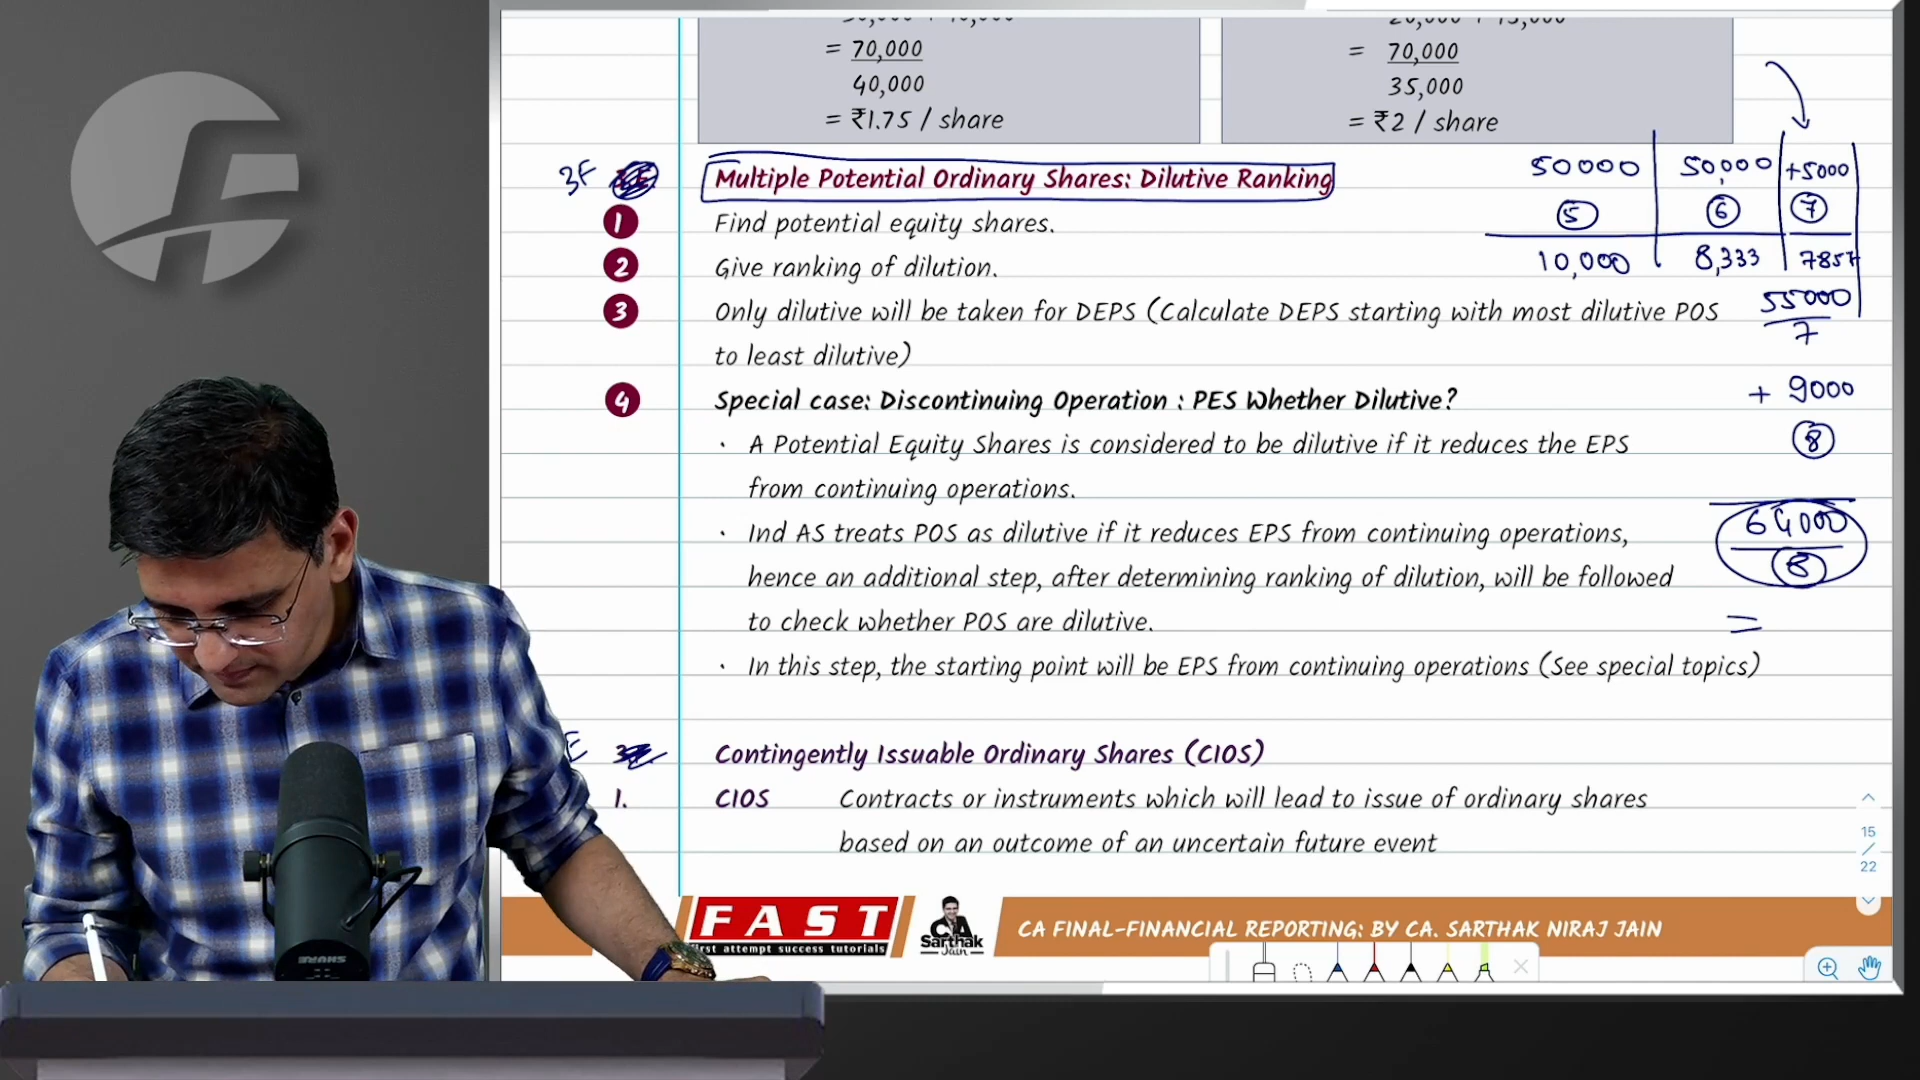 = 70,000
40,000
= ₹1.75 / share
= 70,000
35,000
= ₹2 / share
3F
Multiple Potential Ordinary Shares: Dilutive Ranking
1 Find potential equity shares.
2 Give ranking of dilution.
3 Only dilutive will be taken for DEPS (Calculate DEPS starting with most dilutive POS
to least dilutive)
4 Special case: Discontinuing Operation : PES Whether Dilutive?
· A Potential Equity Shares is considered to be dilutive if it reduces the EPS
from continuing operations.
· Ind AS treats POS as dilutive if it reduces EPS from continuing operations,
hence an additional step, after determining ranking of dilution, will be followed
to check whether POS are dilutive.
· In this step, the starting point will be EPS from continuing operations (See special topics)
50000 50,000 +5000
5 6 7
10,000 8,333 7857
55000
7
+ 9000
8
64000
8
=
Contingently Issuable Ordinary Shares (CIOS)
1. CIOS Contracts or instruments which will lead to issue of ordinary shares
based on an outcome of an uncertain future event
15
/
22
FAST
First attempt success tutorials
CA
Sarthak
Jain
CA FINAL-FINANCIAL REPORTING: BY CA. SARTHAK NIRAJ JAIN
SHURE